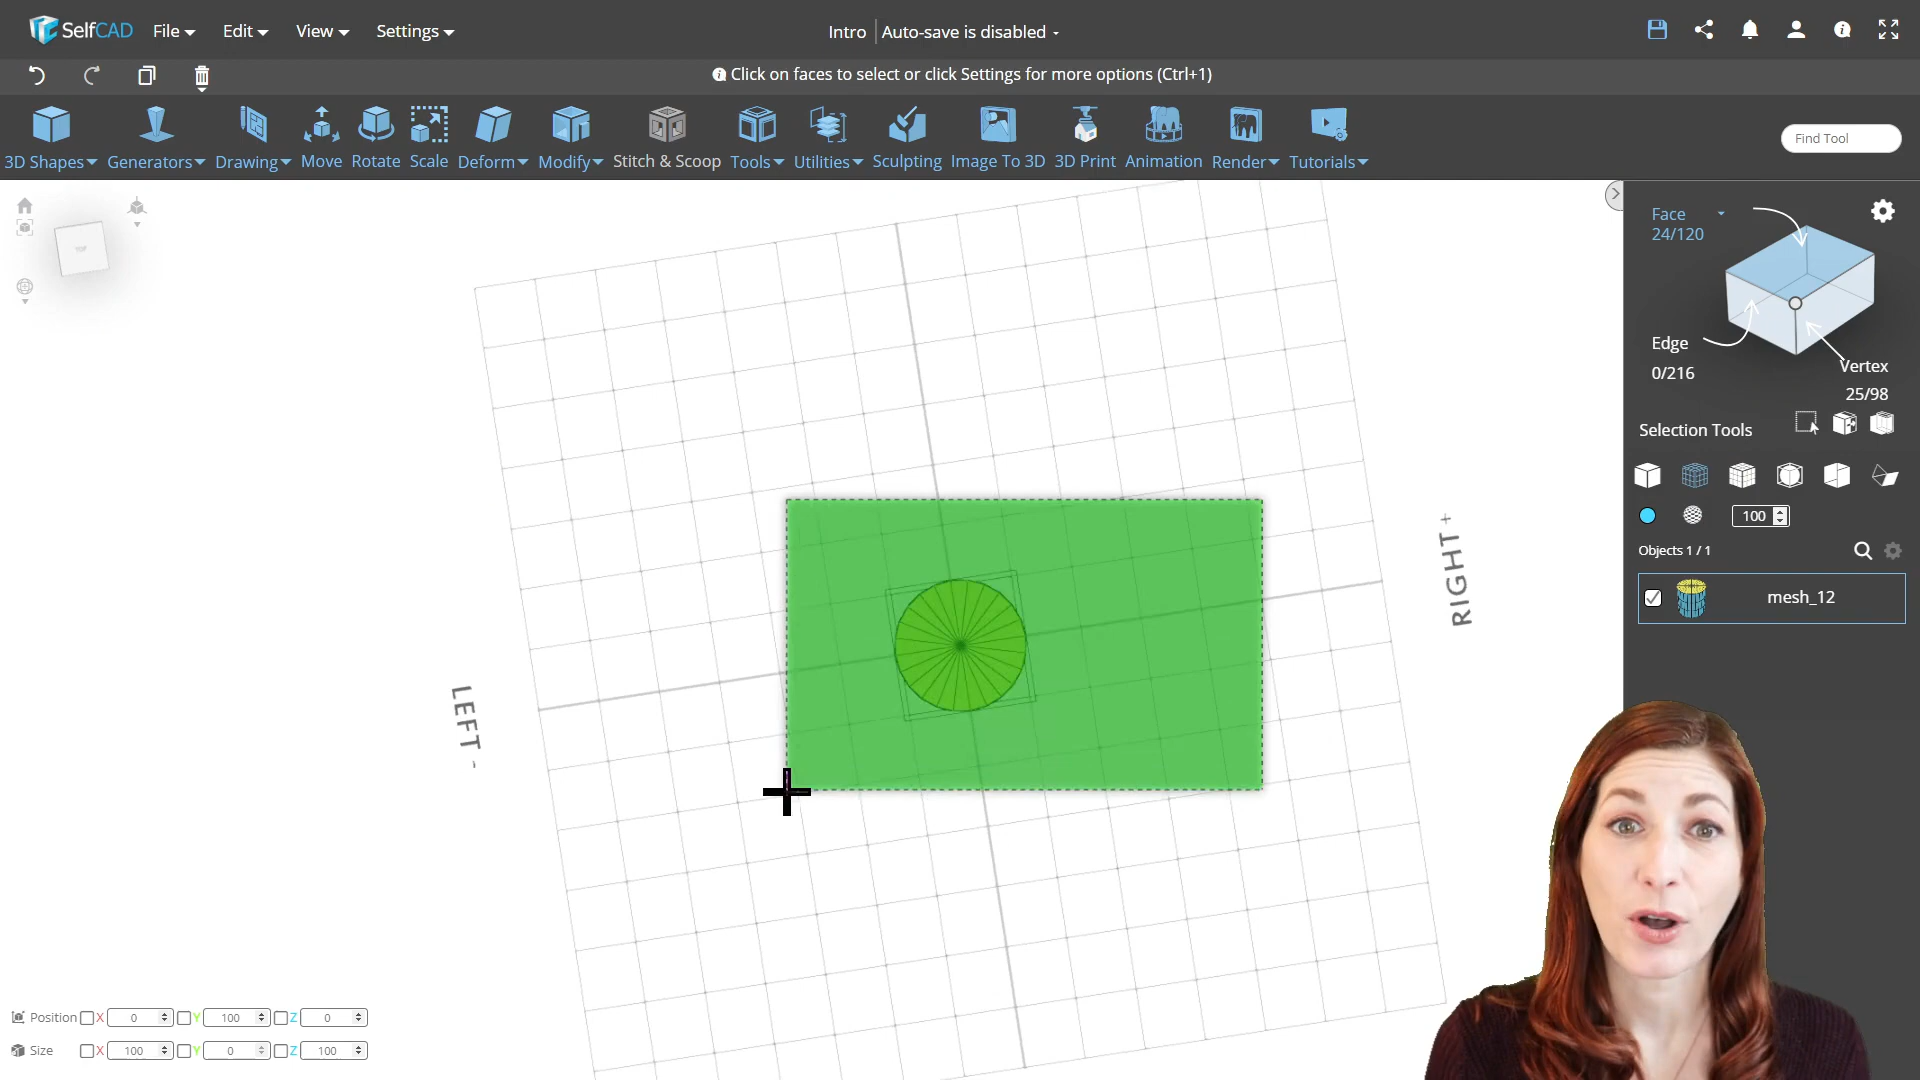 SelfCAD File Edit View Settings Intro Auto-save is disabled
Click on faces to select or click Settings for more options (Ctrl+1)
3D Shapes Generators Drawing Move Rotate Scale Deform Modify Stitch & Scoop Tools Utilities Sculpting Image To 3D 3D Print Animation Render Tutorials
Find Tool
Face
24/120
Edge
0/216
Vertex
25/98
Selection Tools
100
Objects 1 / 1
mesh_12
RIGHT +
LEFT -
Position X 0 Y 100 Z 0
Size X 100 Y 0 Z 100